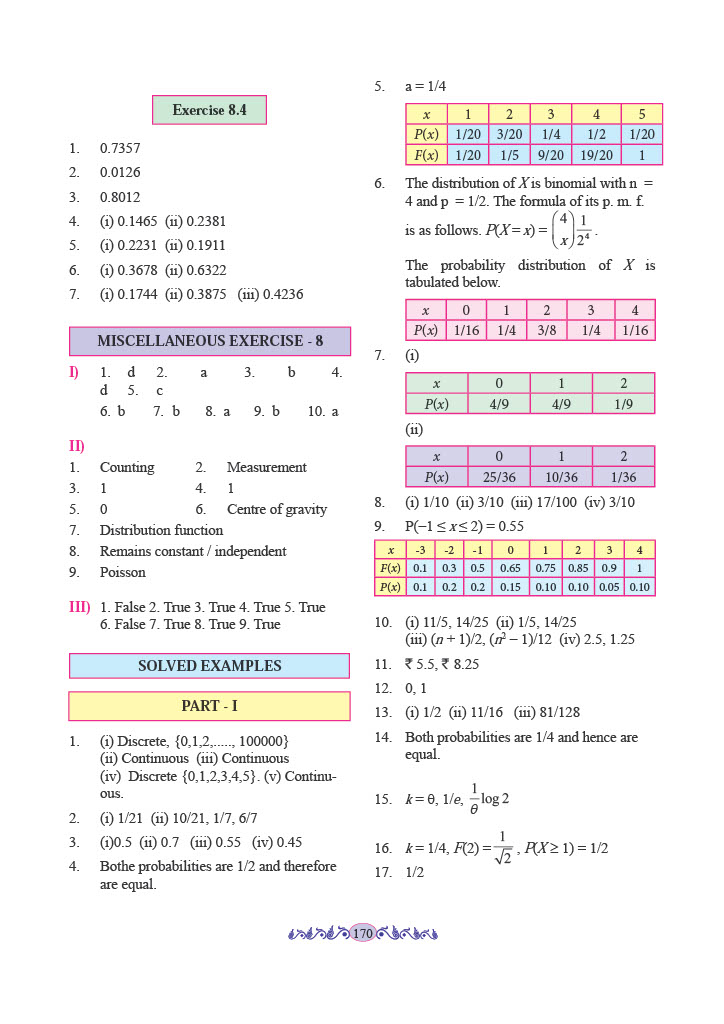 Exercise 8.4
1. 0.7357
2. 0.0126
3. 0.8012
4. (i) 0.1465 (ii) 0.2381
5. (i) 0.2231 (ii) 0.1911
6. (i) 0.3678 (ii) 0.6322
7. (i) 0.1744 (ii) 0.3875 (iii) 0.4236
MISCELLANEOUS EXERCISE - 8
I) 1. d 2. a 3. b 4.
d 5. c
6. b 7. b 8. a 9. b 10. a
II)
1. Counting 2. Measurement
3. 1 4. 1
5. 0 6. Centre of gravity
7. Distribution function
8. Remains constant / independent
9. Poisson
III) 1. False 2. True 3. True 4. True 5. True
6. False 7. True 8. True 9. True
SOLVED EXAMPLES
PART - I
1. (i) Discrete, {0,1,2,....., 100000}
(ii) Continuous (iii) Continuous
(iv) Discrete {0,1,2,3,4,5}. (v) Continu-
ous.
2. (i) 1/21 (ii) 10/21, 1/7, 6/7
3. (i)0.5 (ii) 0.7 (iii) 0.55 (iv) 0.45
4. Bothe probabilities are 1/2 and therefore
are equal.
5. a = 1/4
x 1 2 3 4 5
P(x) 1/20 3/20 1/4 1/2 1/20
F(x) 1/20 1/5 9/20 19/20 1
6. The distribution of X is binomial with n =
4 and p = 1/2. The formula of its p. m. f.
is as follows. P(X = x) = (4 x) 1/2⁴ .
The probability distribution of X is
tabulated below.
x 0 1 2 3 4
P(x) 1/16 1/4 3/8 1/4 1/16
7. (i)
x 0 1 2
P(x) 4/9 4/9 1/9
(ii)
x 0 1 2
P(x) 25/36 10/36 1/36
8. (i) 1/10 (ii) 3/10 (iii) 17/100 (iv) 3/10
9. P(−1 ≤ x ≤ 2) = 0.55
x -3 -2 -1 0 1 2 3 4
F(x) 0.1 0.3 0.5 0.65 0.75 0.85 0.9 1
P(x) 0.1 0.2 0.2 0.15 0.10 0.10 0.05 0.10
10. (i) 11/5, 14/25 (ii) 1/5, 14/25
(iii) (n + 1)/2, (n² − 1)/12 (iv) 2.5, 1.25
11. ₹ 5.5, ₹ 8.25
12. 0, 1
13. (i) 1/2 (ii) 11/16 (iii) 81/128
14. Both probabilities are 1/4 and hence are
equal.
15. k = θ, 1/e, 1/θ log 2
16. k = 1/4, F(2) = 1/√2 , P(X ≥ 1) = 1/2
17. 1/2
170